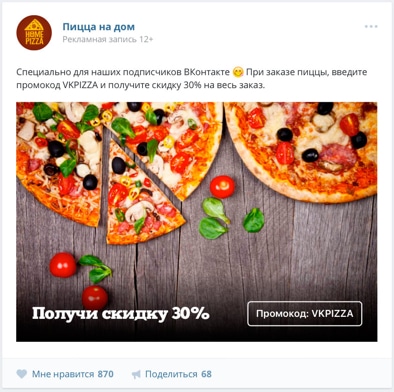 HOME
PIZZA
Пицца на дом
Рекламная запись 12+
Специально для наших подписчиков ВКонтакте 😋 При заказе пиццы, введите
промокод VKPIZZA и получите скидку 30% на весь заказ.
Получи скидку 30%
Промокод: VKPIZZA
Мне нравится 870
Поделиться 68